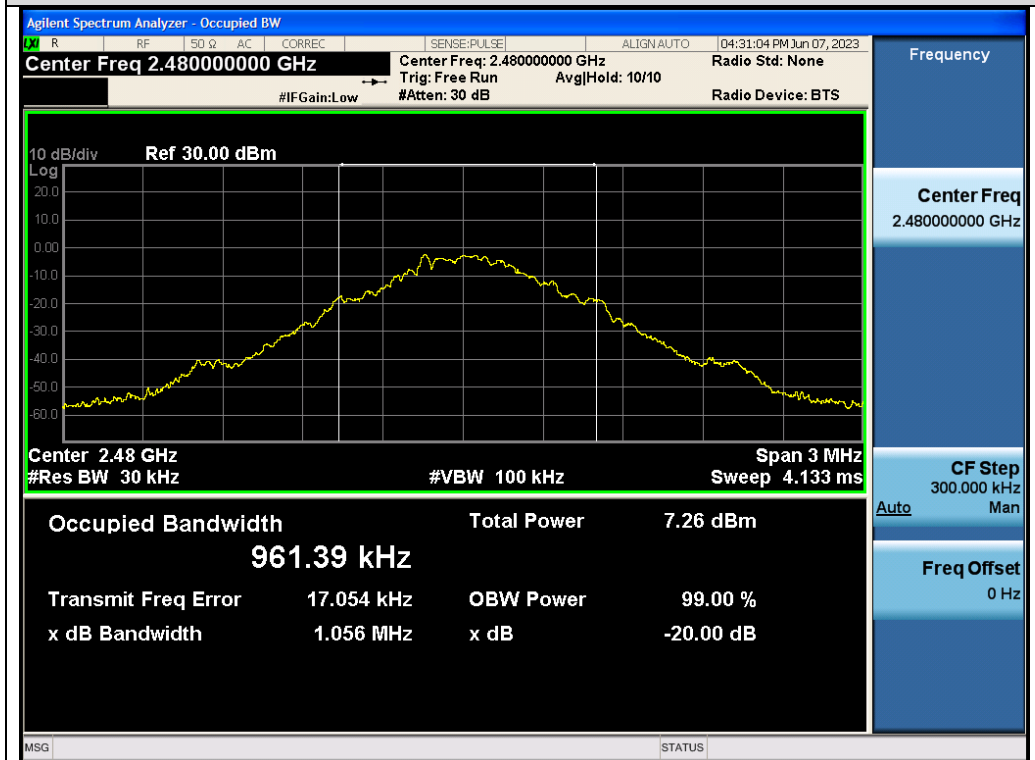 Agilent Spectrum Analyzer - Occupied BW
LXI R RF 50 Ω AC CORREC SENSE:PULSE ALIGN AUTO 04:31:04 PM Jun 07, 2023
Center Freq 2.480000000 GHz
Center Freq: 2.480000000 GHz
Radio Std: None
Trig: Free Run Avg|Hold: 10/10
#IFGain:Low
#Atten: 30 dB
Radio Device: BTS
10 dB/div Ref 30.00 dBm
Log
20.0
10.0
0.00
-10.0
-20.0
-30.0
-40.0
-50.0
-60.0
Center 2.48 GHz Span 3 MHz
#Res BW 30 kHz #VBW 100 kHz Sweep 4.133 ms
Occupied Bandwidth Total Power 7.26 dBm
961.39 kHz
Transmit Freq Error 17.054 kHz OBW Power 99.00 %
x dB Bandwidth 1.056 MHz x dB -20.00 dB
Frequency
Center Freq
2.480000000 GHz
CF Step
300.000 kHz
Auto Man
Freq Offset
0 Hz
MSG STATUS